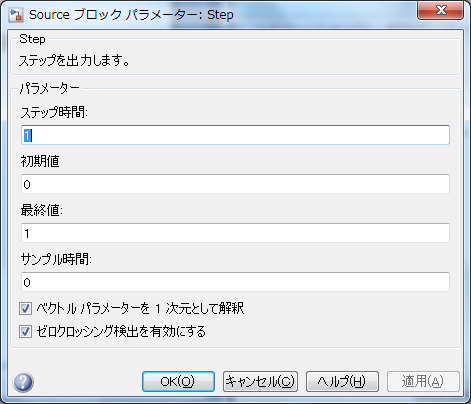 Source ブロック パラメーター: Step
Step
ステップを出力します。
パラメーター
ステップ時間:
1
初期値
0
最終値:
1
サンプル時間:
0
ベクトル パラメーターを 1 次元として解釈
ゼロクロッシング検出を有効にする
OK(O) キャンセル(C) ヘルプ(H) 適用(A)